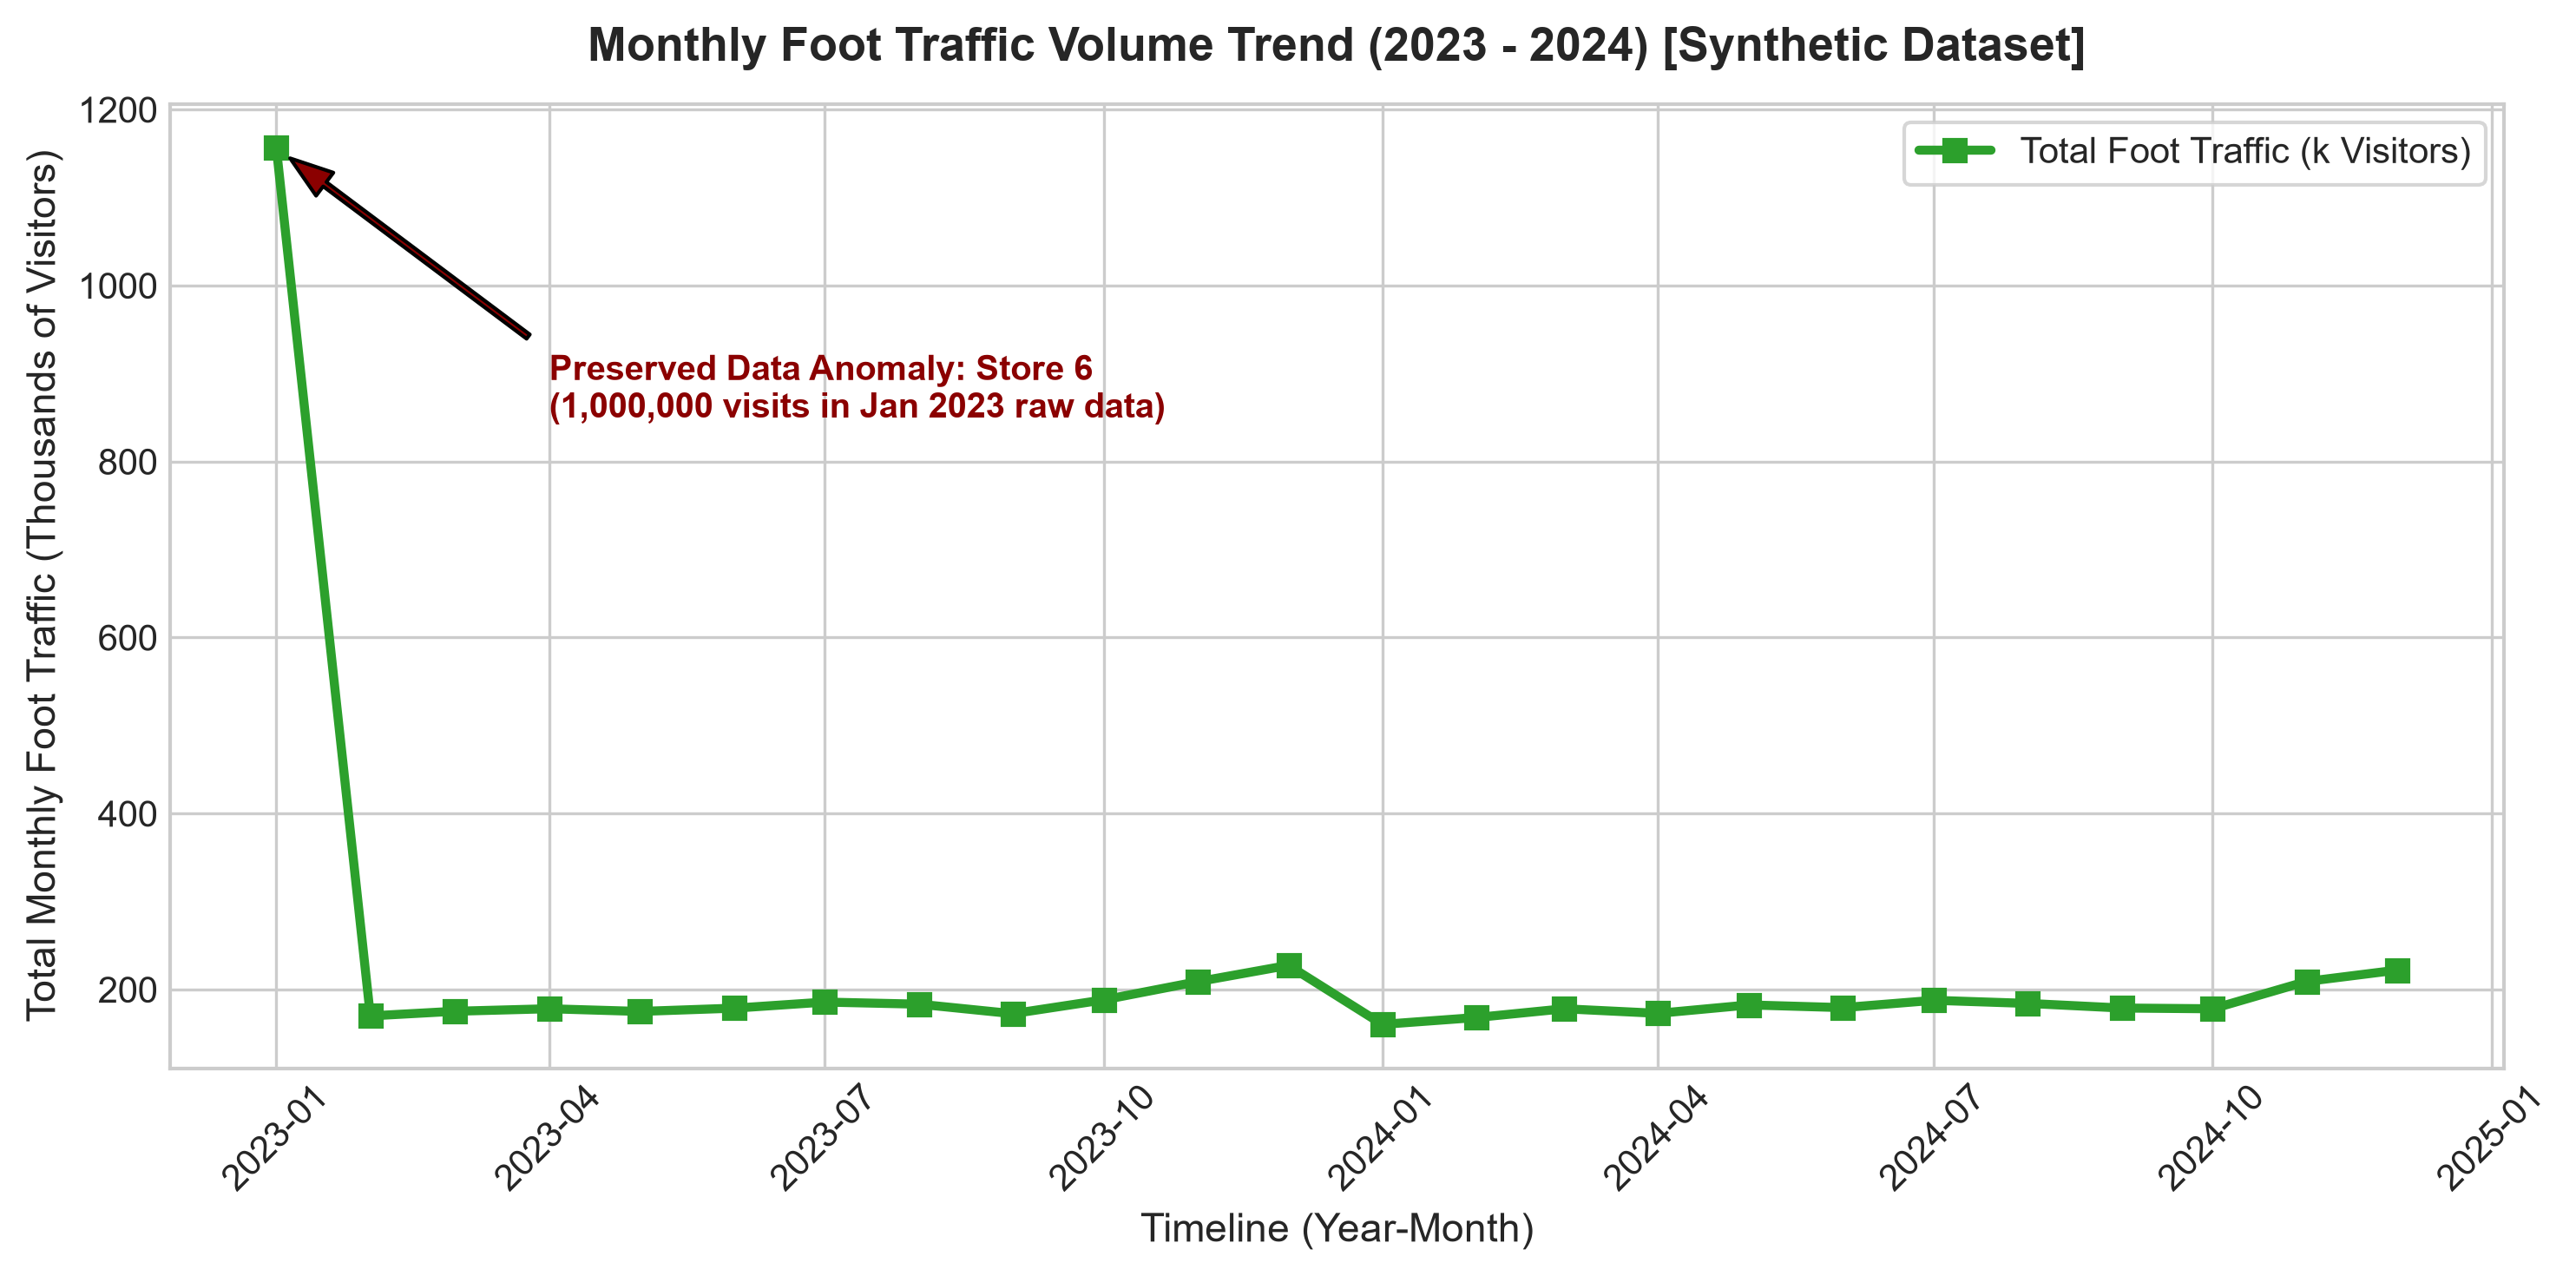 Monthly Foot Traffic Volume Trend (2023 - 2024) [Synthetic Dataset]
Total Monthly Foot Traffic (Thousands of Visitors)
1200
1000
800
600
400
200
Total Foot Traffic (k Visitors)
Preserved Data Anomaly: Store 6
(1,000,000 visits in Jan 2023 raw data)
2023-01
2023-04
2023-07
2023-10
2024-01
2024-04
2024-07
2024-10
2025-01
Timeline (Year-Month)